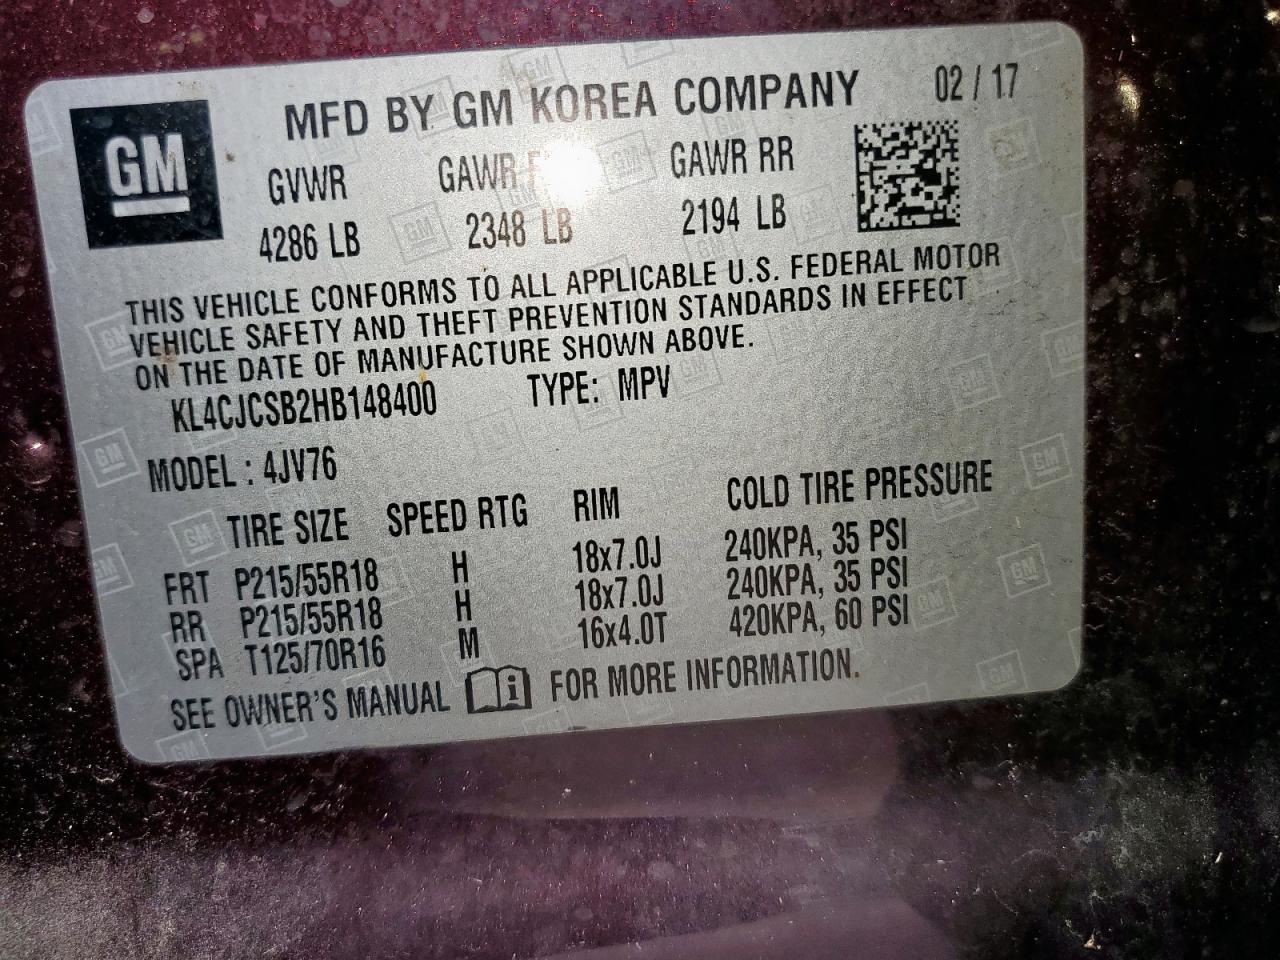 GM
MFD BY GM KOREA COMPANY 02 / 17
GVWR GAWR GAWR RR
4286 LB 2348 LB 2194 LB
THIS VEHICLE CONFORMS TO ALL APPLICABLE U.S. FEDERAL MOTOR
VEHICLE SAFETY AND THEFT PREVENTION STANDARDS IN EFFECT
ON THE DATE OF MANUFACTURE SHOWN ABOVE.
KL4CJCSB2HB148400 TYPE: MPV
MODEL : 4JV76
TIRE SIZE SPEED RTG RIM COLD TIRE PRESSURE
FRT P215/55R18 H 18x7.0J 240KPA, 35 PSI
RR P215/55R18 H 18x7.0J 240KPA, 35 PSI
SPA T125/70R16 M 16x4.0T 420KPA, 60 PSI
SEE OWNER'S MANUAL i FOR MORE INFORMATION.